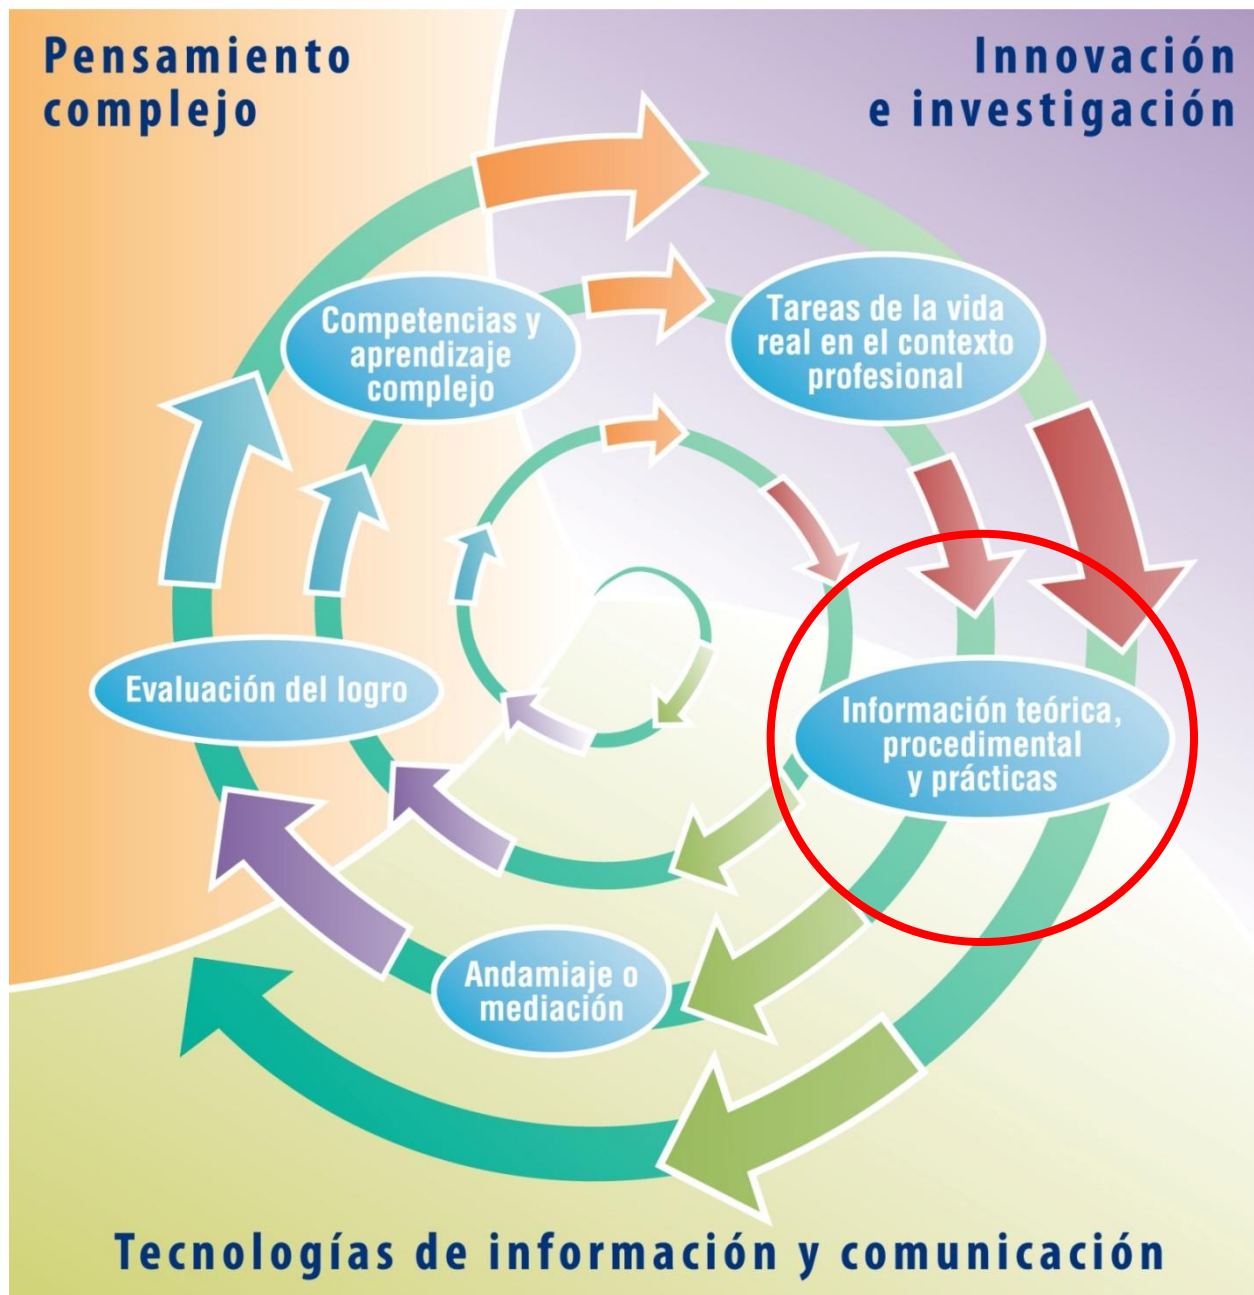 Pensamiento
complejo
Innovación
e investigación
Competencias y
aprendizaje
complejo
Tareas de la vida
real en el contexto
profesional
Evaluación del logro
Información teórica,
procedimental
y prácticas
Andamiaje o
mediación
Tecnologías de información y comunicación